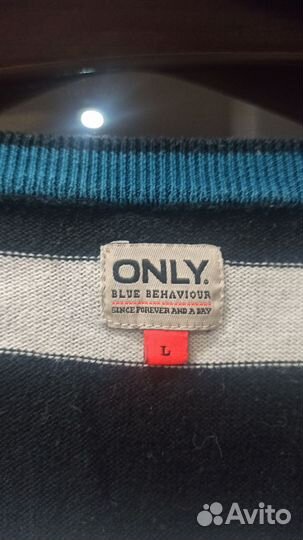 ONLY.
BLUE BEHAVIOUR
SINCE FOREVER AND A DAY
L
Avito